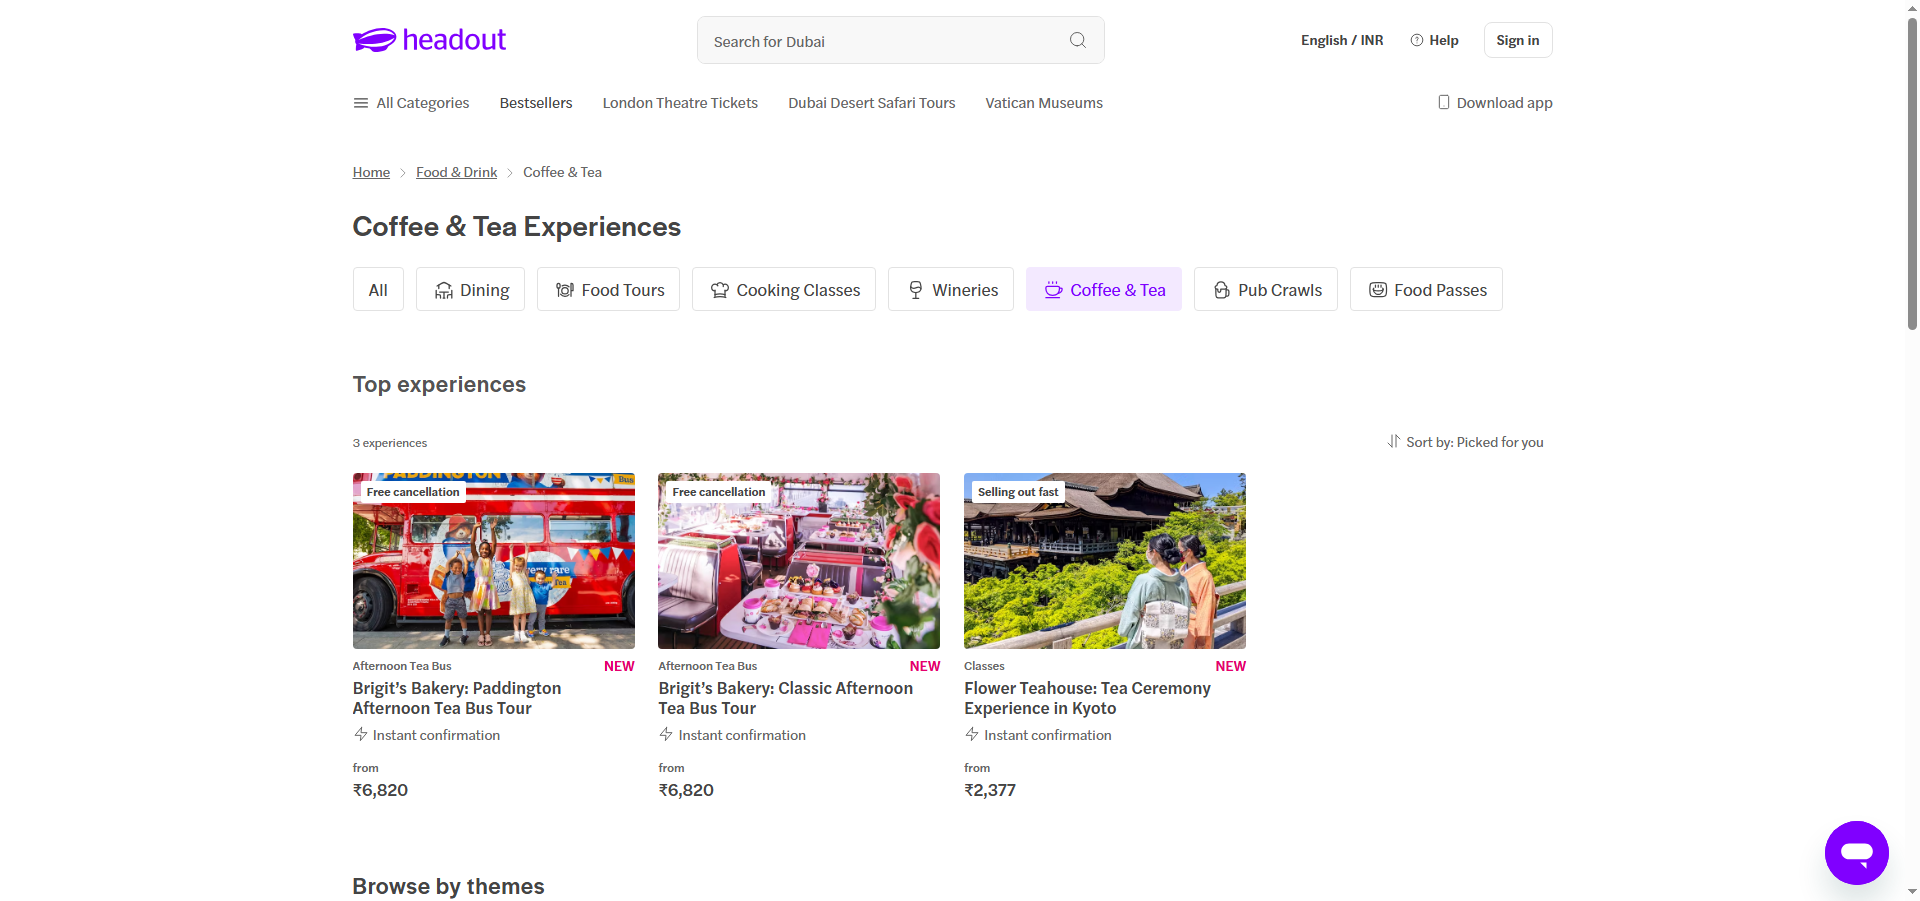 headout
Search for Dubai
English / INR
Help
Sign in
All Categories
Bestsellers
London Theatre Tickets
Dubai Desert Safari Tours
Vatican Museums
Download app
Home
Food & Drink
Coffee & Tea
Coffee & Tea Experiences
All
Dining
Food Tours
Cooking Classes
Wineries
Coffee & Tea
Pub Crawls
Food Passes
Top experiences
3 experiences
Sort by: Picked for you
PADDINGTON
Bus
Free cancellation
very rare
Tea
Afternoon Tea Bus
NEW
Brigit's Bakery: Paddington
Afternoon Tea Bus Tour
Instant confirmation
from
₹6,820
Free cancellation
Afternoon Tea Bus
NEW
Brigit's Bakery: Classic Afternoon
Tea Bus Tour
Instant confirmation
from
₹6,820
Selling out fast
Classes
NEW
Flower Teahouse: Tea Ceremony
Experience in Kyoto
Instant confirmation
from
₹2,377
Browse by themes